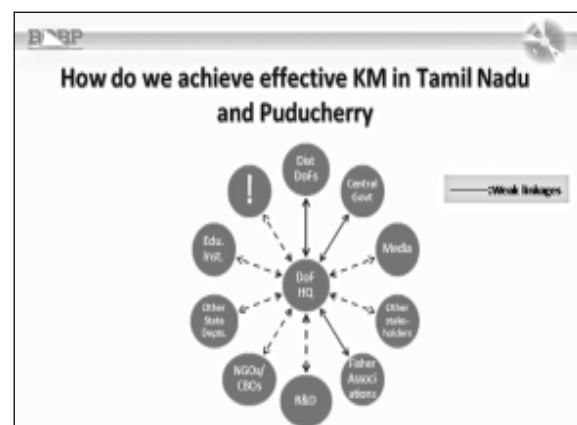 BOBP
How do we achieve effective KM in Tamil Nadu
and Puducherry
Dist
DoFs
!
Central
Govt
:Weak linkages
Edu.
Inst.
Media
DoF
HQ
Other
State
Depts.
Other
stake-
holders
NGOs/
CBOs
Fisher
Associ
ations
R&D